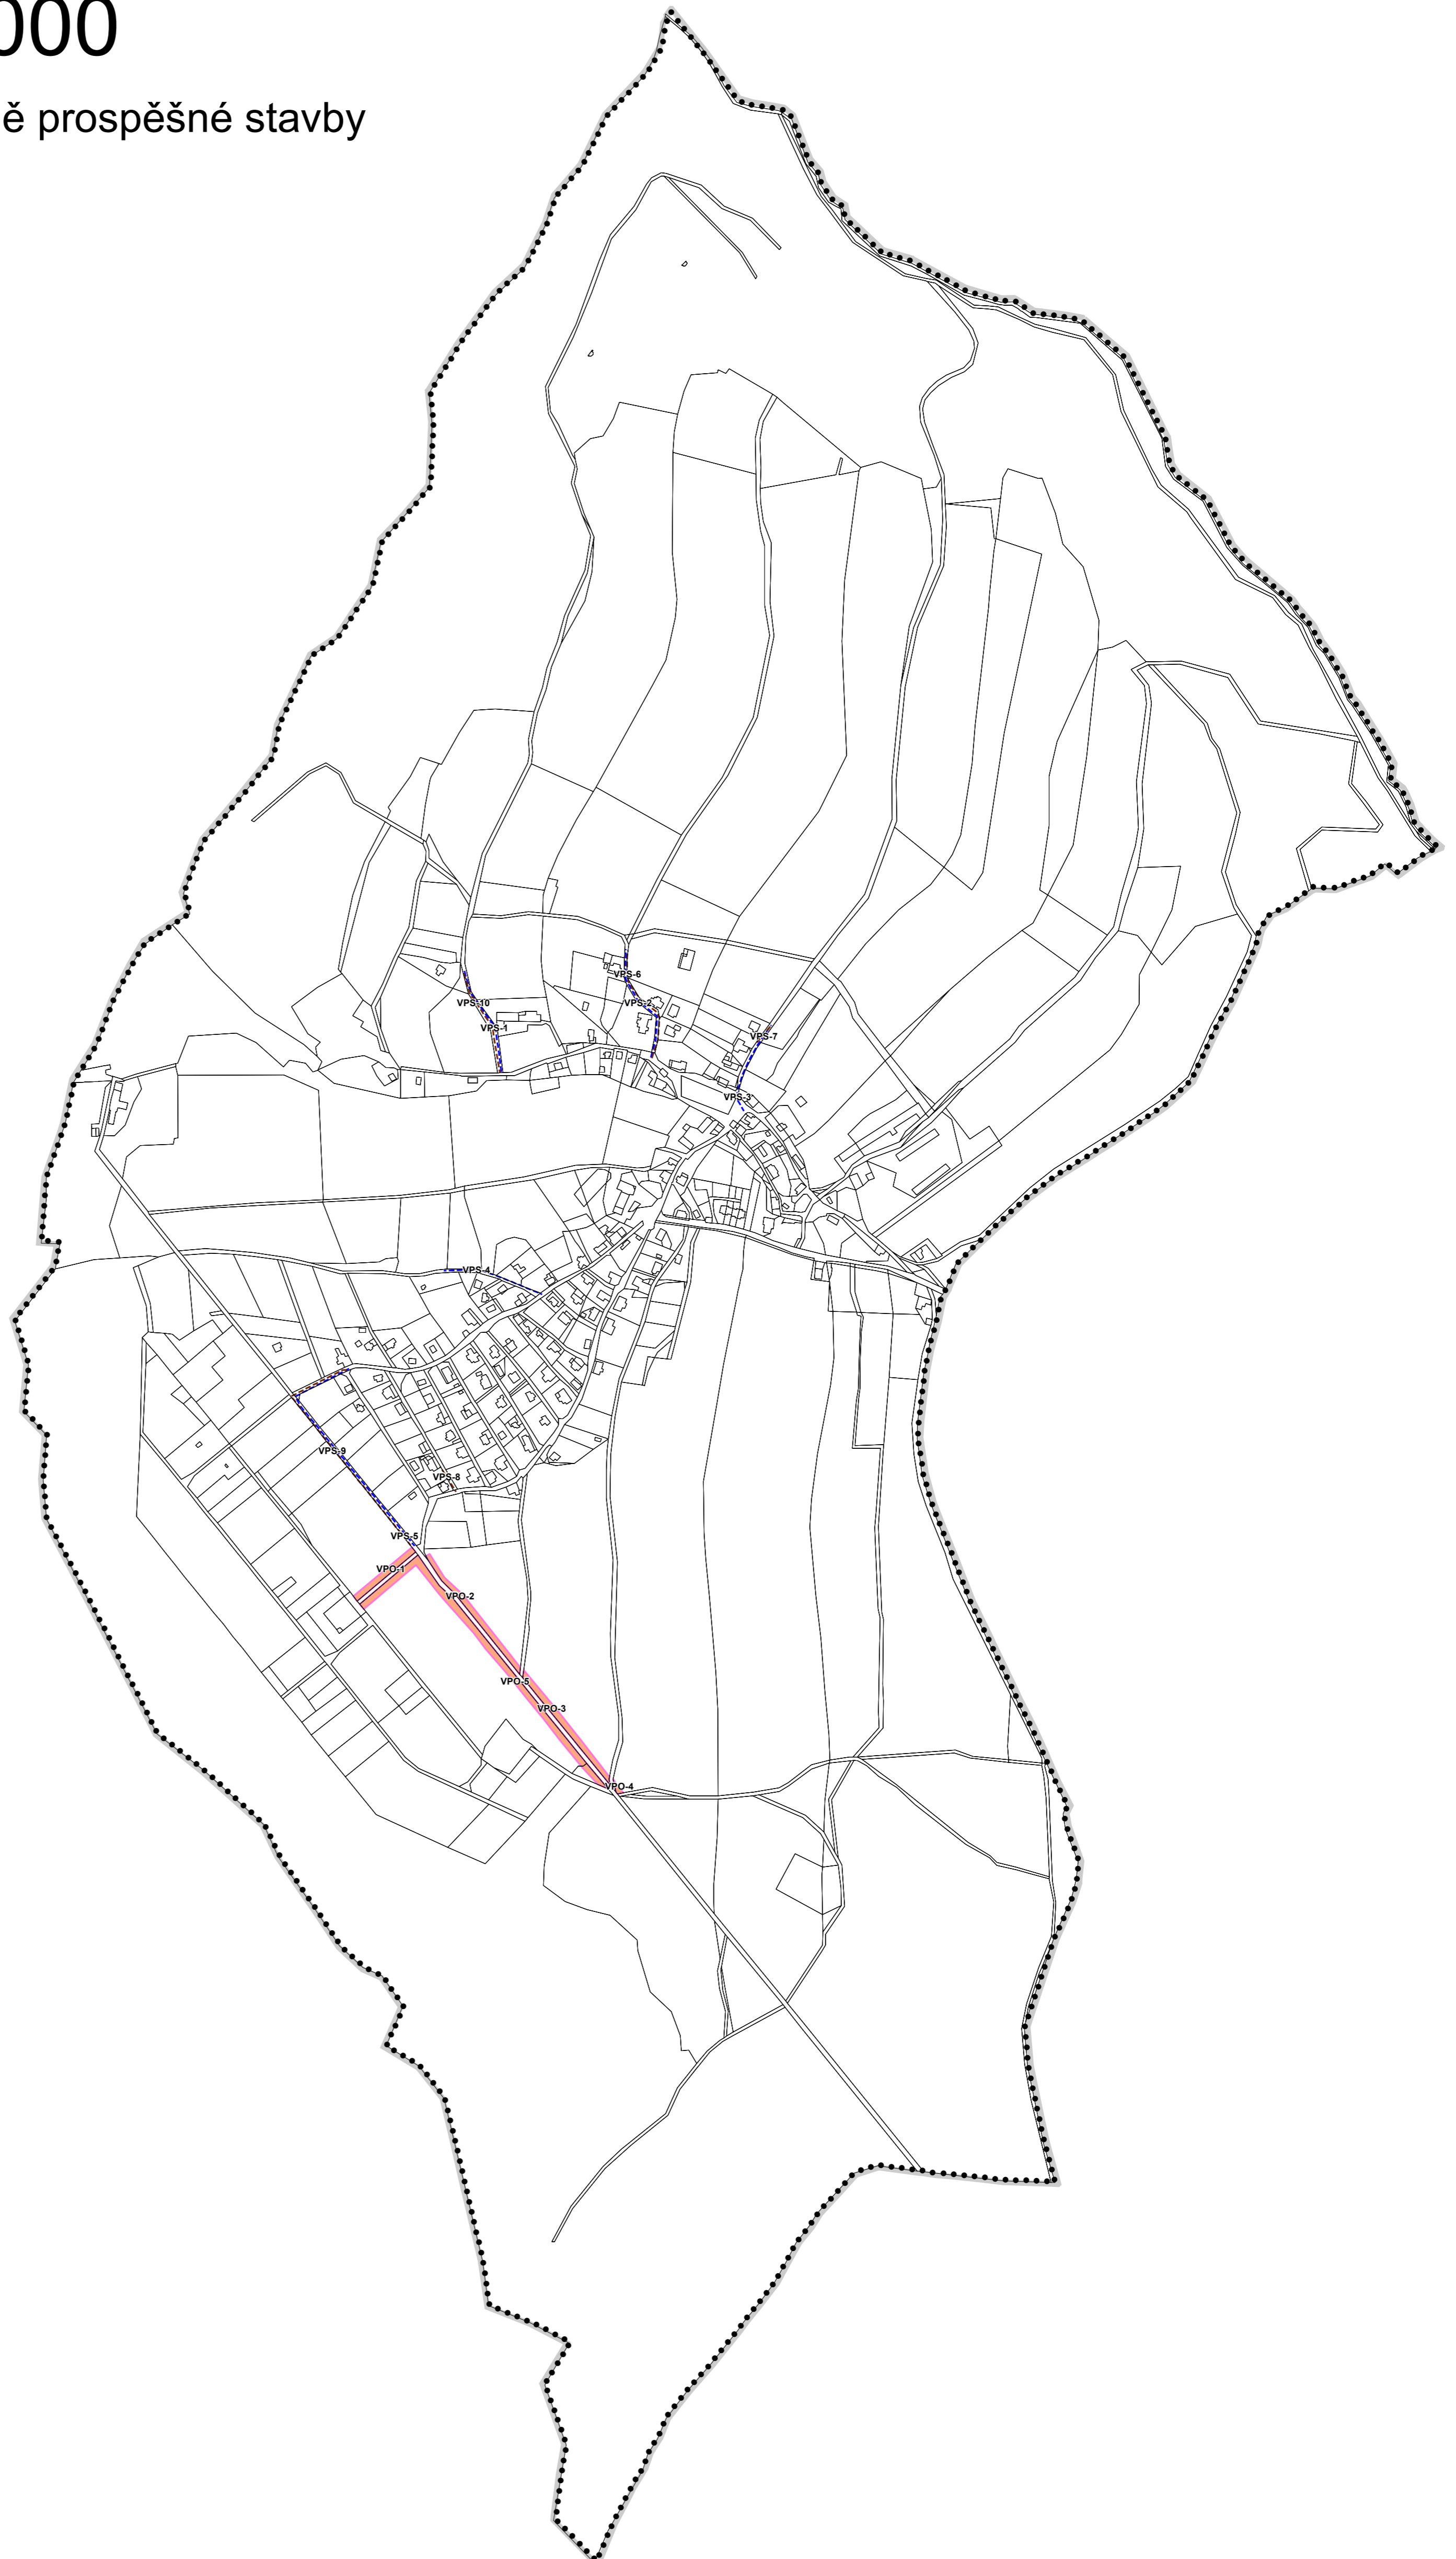 000
ě prospěšné stavby
VPS-6
VPS-10
VPS-2
VPS-1
VPS-7
VPS-3
VPS-4
VPS-9
VPS-8
VPS-5
VPO-1
VPO-2
VPO-5
VPO-3
VPO-4